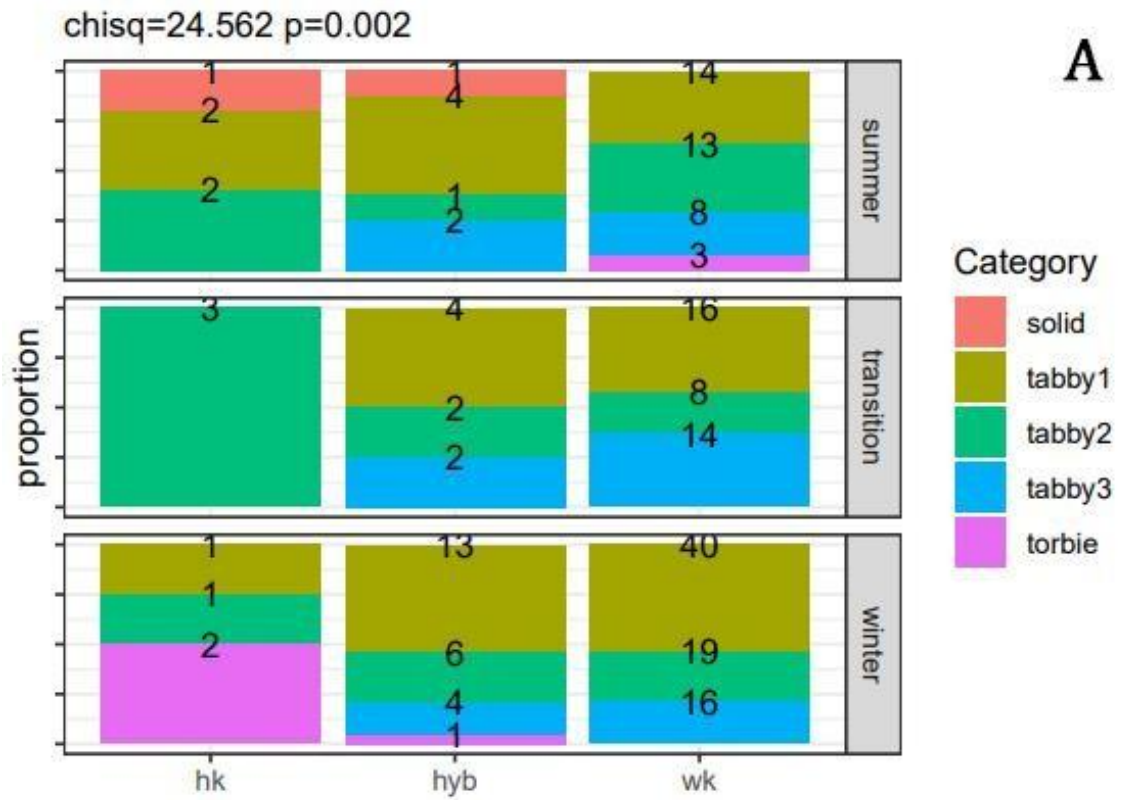 chisq=24.562 p=0.002
A
1 1 14
2 4 13
2 1 8
2 3
summer
3 4 16
2 8
2 14
transition
1 13 40
1 6 19
2 4 16
1
winter
proportion
hk hyb wk
Category
solid
tabby1
tabby2
tabby3
torbie